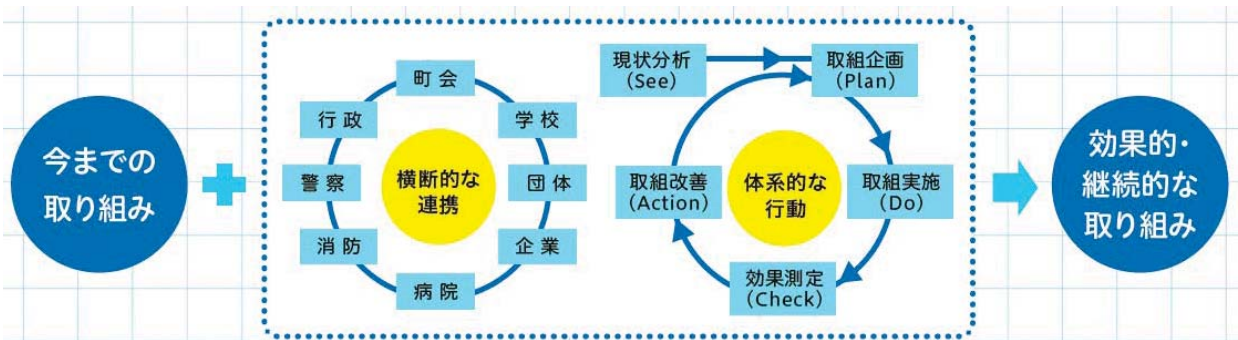 今までの
取り組み
町会
学校
団体
企業
病院
消防
警察
行政
横断的な
連携
現状分析
(See)
取組企画
(Plan)
取組実施
(Do)
効果測定
(Check)
取組改善
(Action)
体系的な
行動
効果的・
継続的な
取り組み